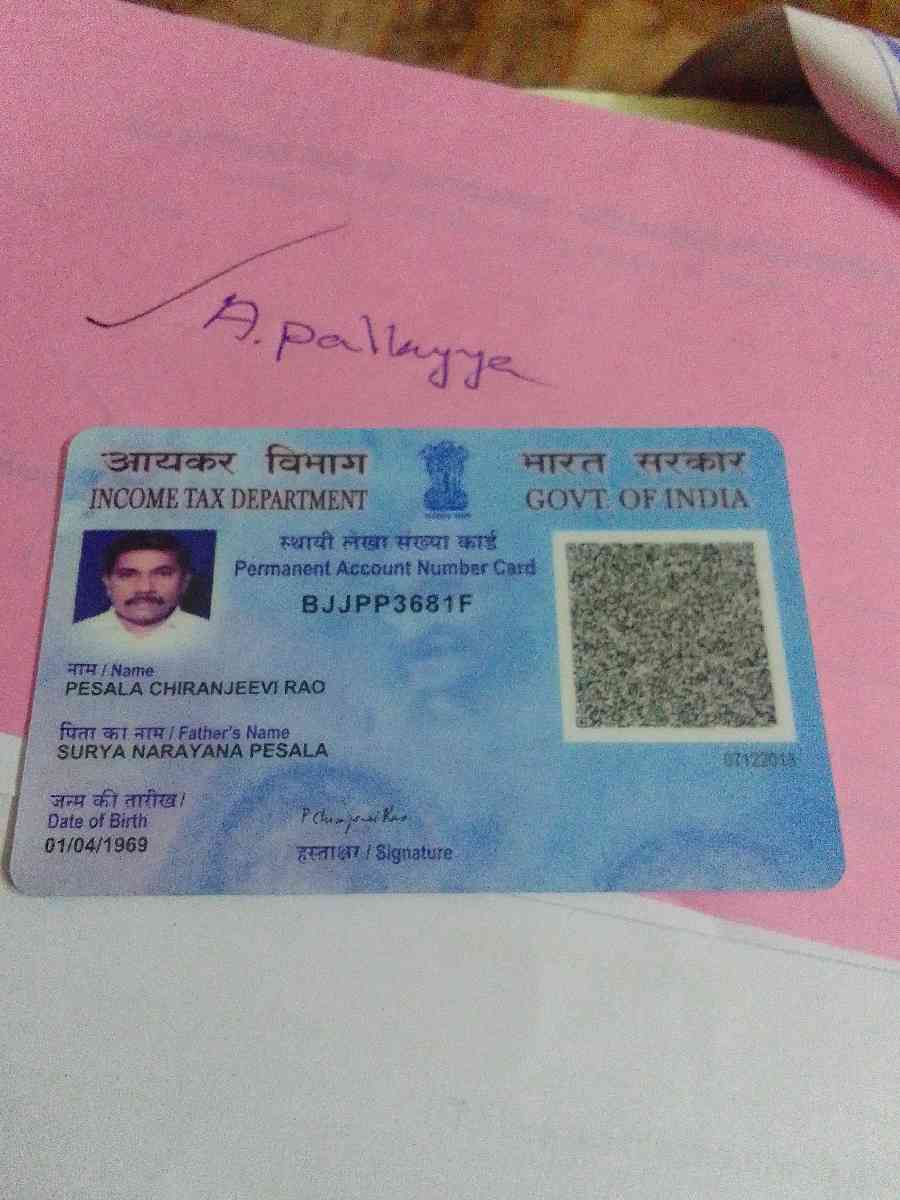 A. pallayya
आयकर विभाग भारत सरकार
INCOME TAX DEPARTMENT GOVT. OF INDIA
स्थायी लेखा संख्या कार्ड
Permanent Account Number Card
BJJPP3681F
नाम / Name
PESALA CHIRANJEEVI RAO
पिता का नाम / Father's Name
SURYA NARAYANA PESALA
07122018
जन्म की तारीख /
Date of Birth
01/04/1969
हस्ताक्षर / Signature